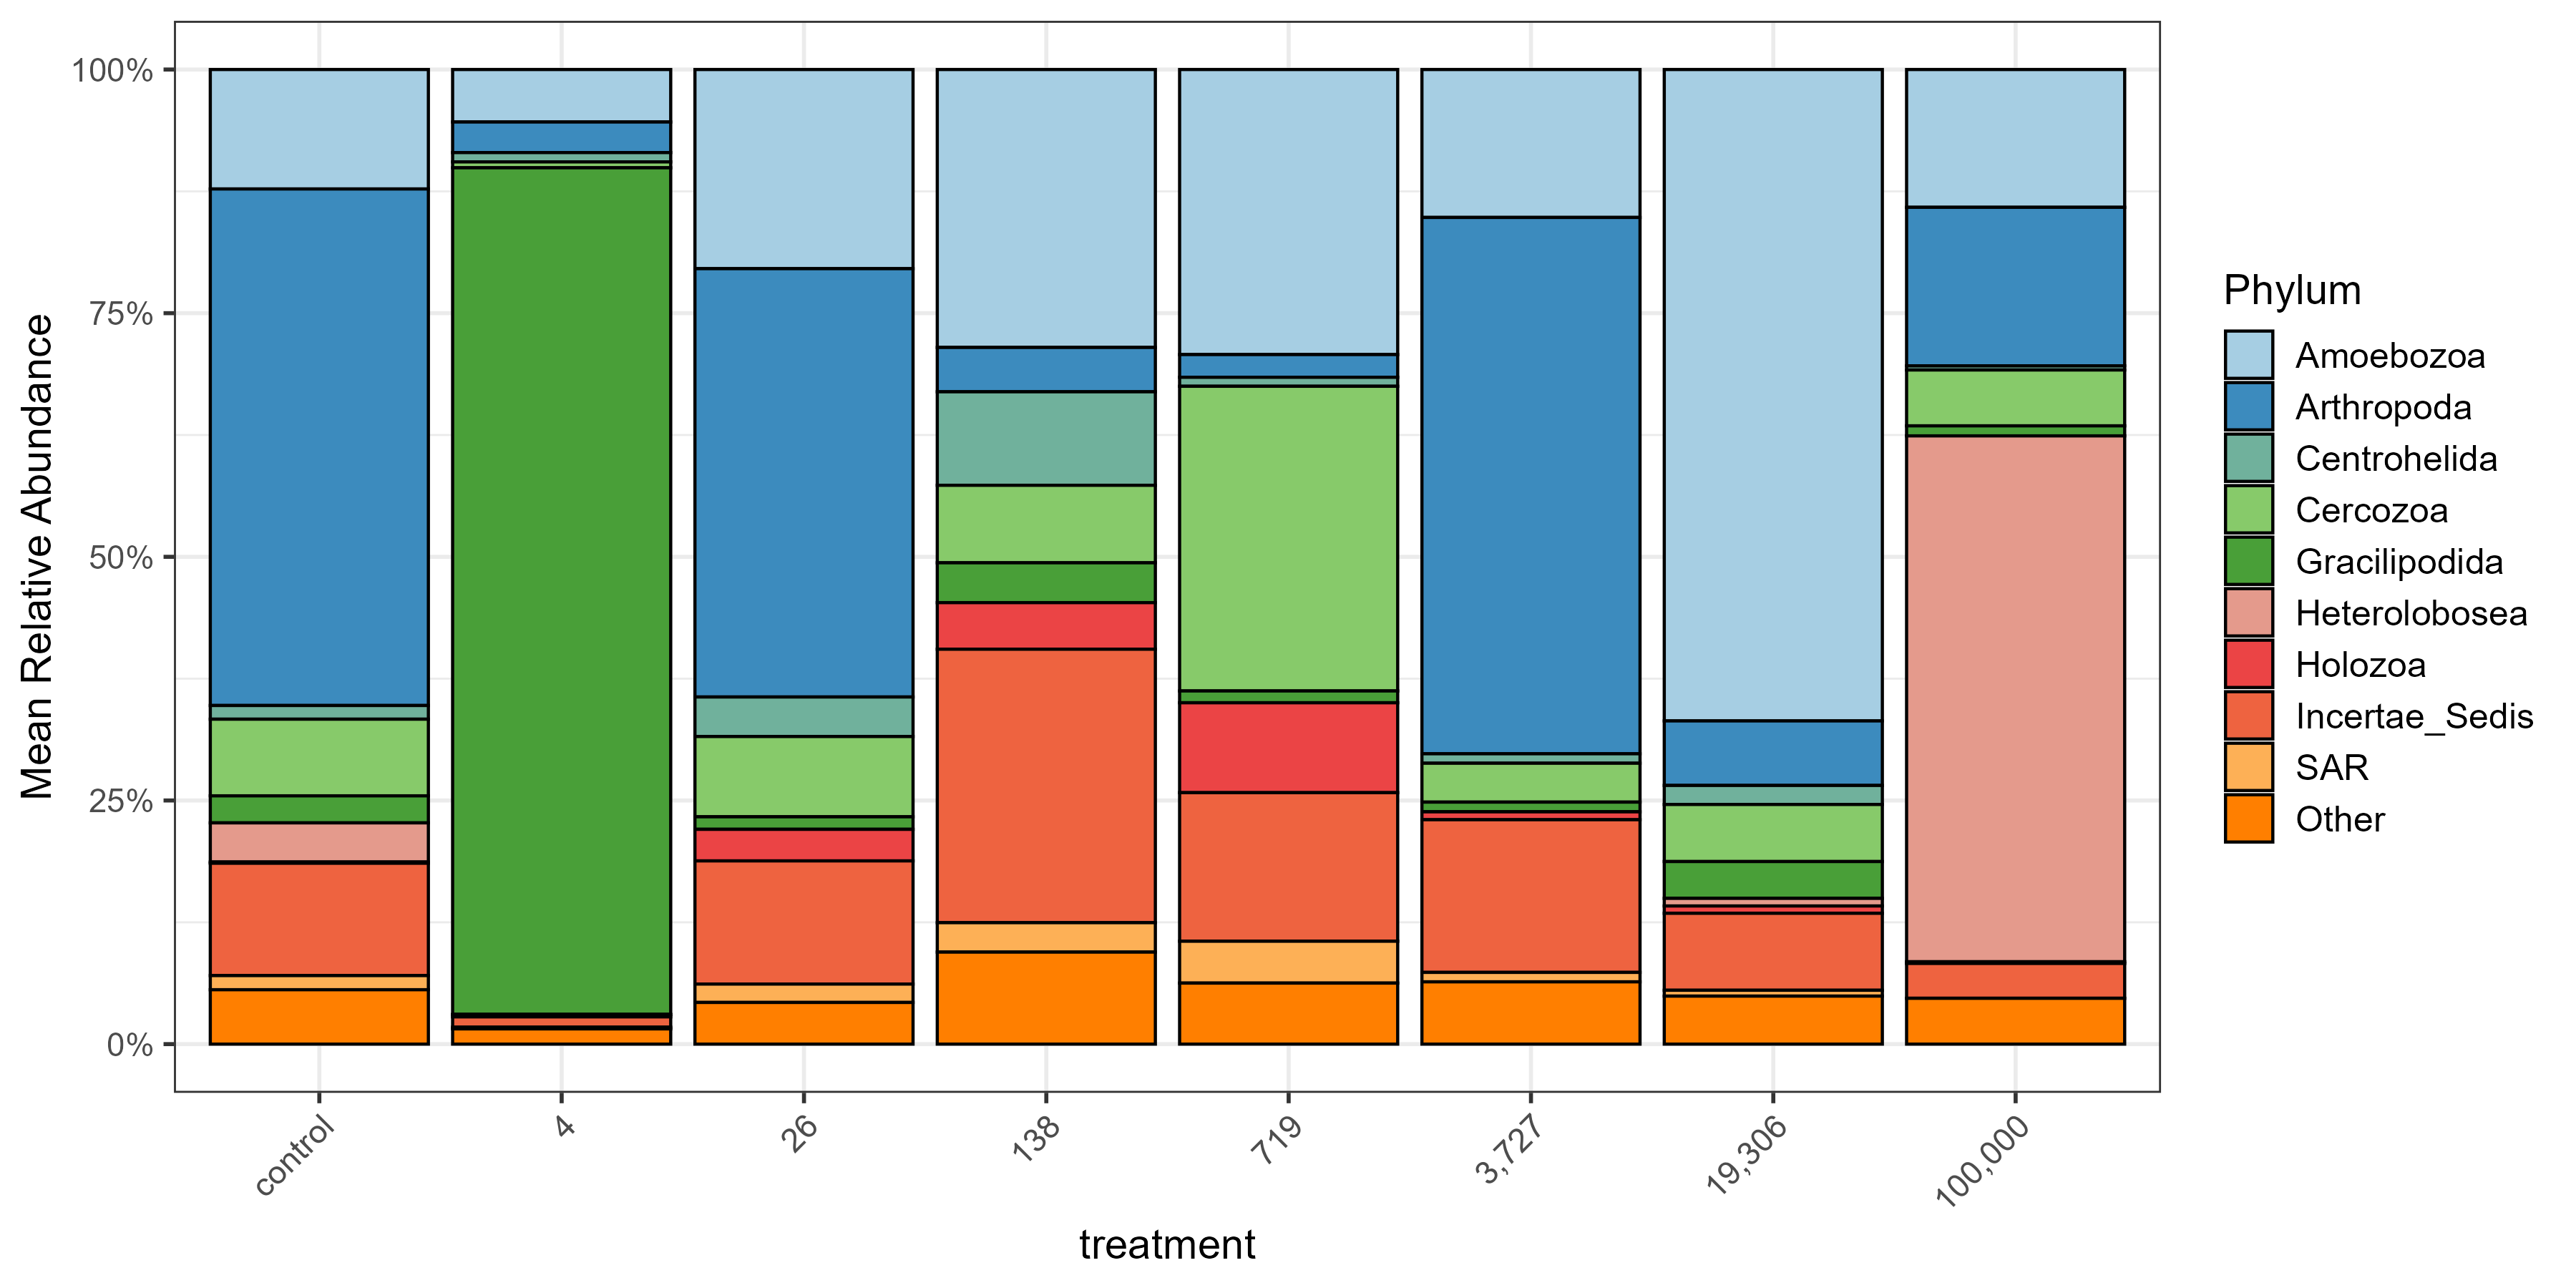 Mean Relative Abundance
100%
75%
50%
25%
0%
control
4
26
138
719
3,727
19,306
100,000
treatment
Phylum
Amoebozoa
Arthropoda
Centrohelida
Cercozoa
Gracilipodida
Heterolobosea
Holozoa
Incertae_Sedis
SAR
Other